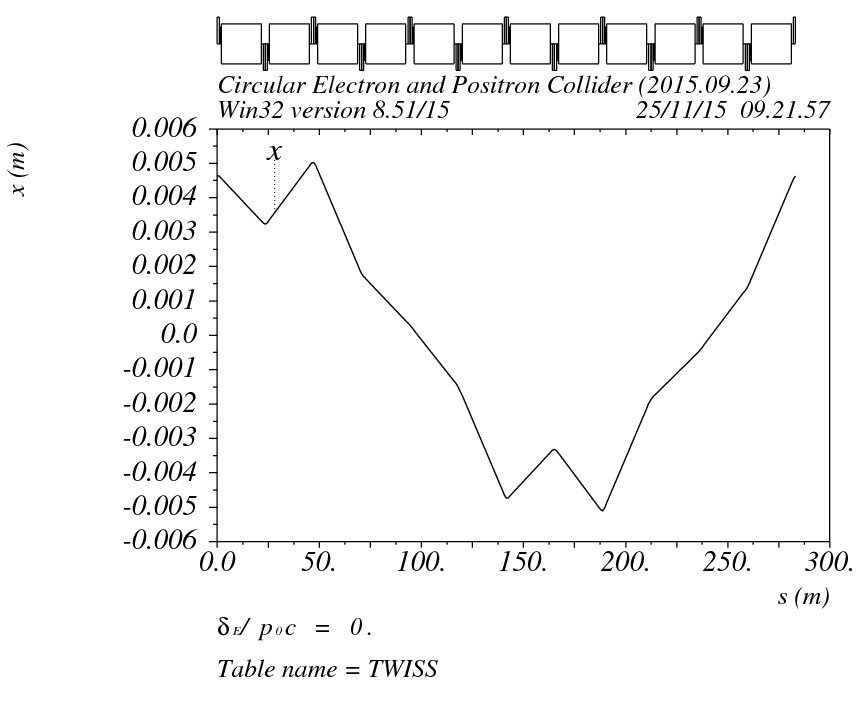 Circular Electron and Positron Collider (2015.09.23)
Win32 version 8.51/15 25/11/15 09.21.57
x (m)
0.006
0.005
0.004
0.003
0.002
0.001
0.0
-0.001
-0.002
-0.003
-0.004
-0.005
-0.006
x
0.0 50. 100. 150. 200. 250. 300.
s (m)
δE/ p0c = 0.
Table name = TWISS